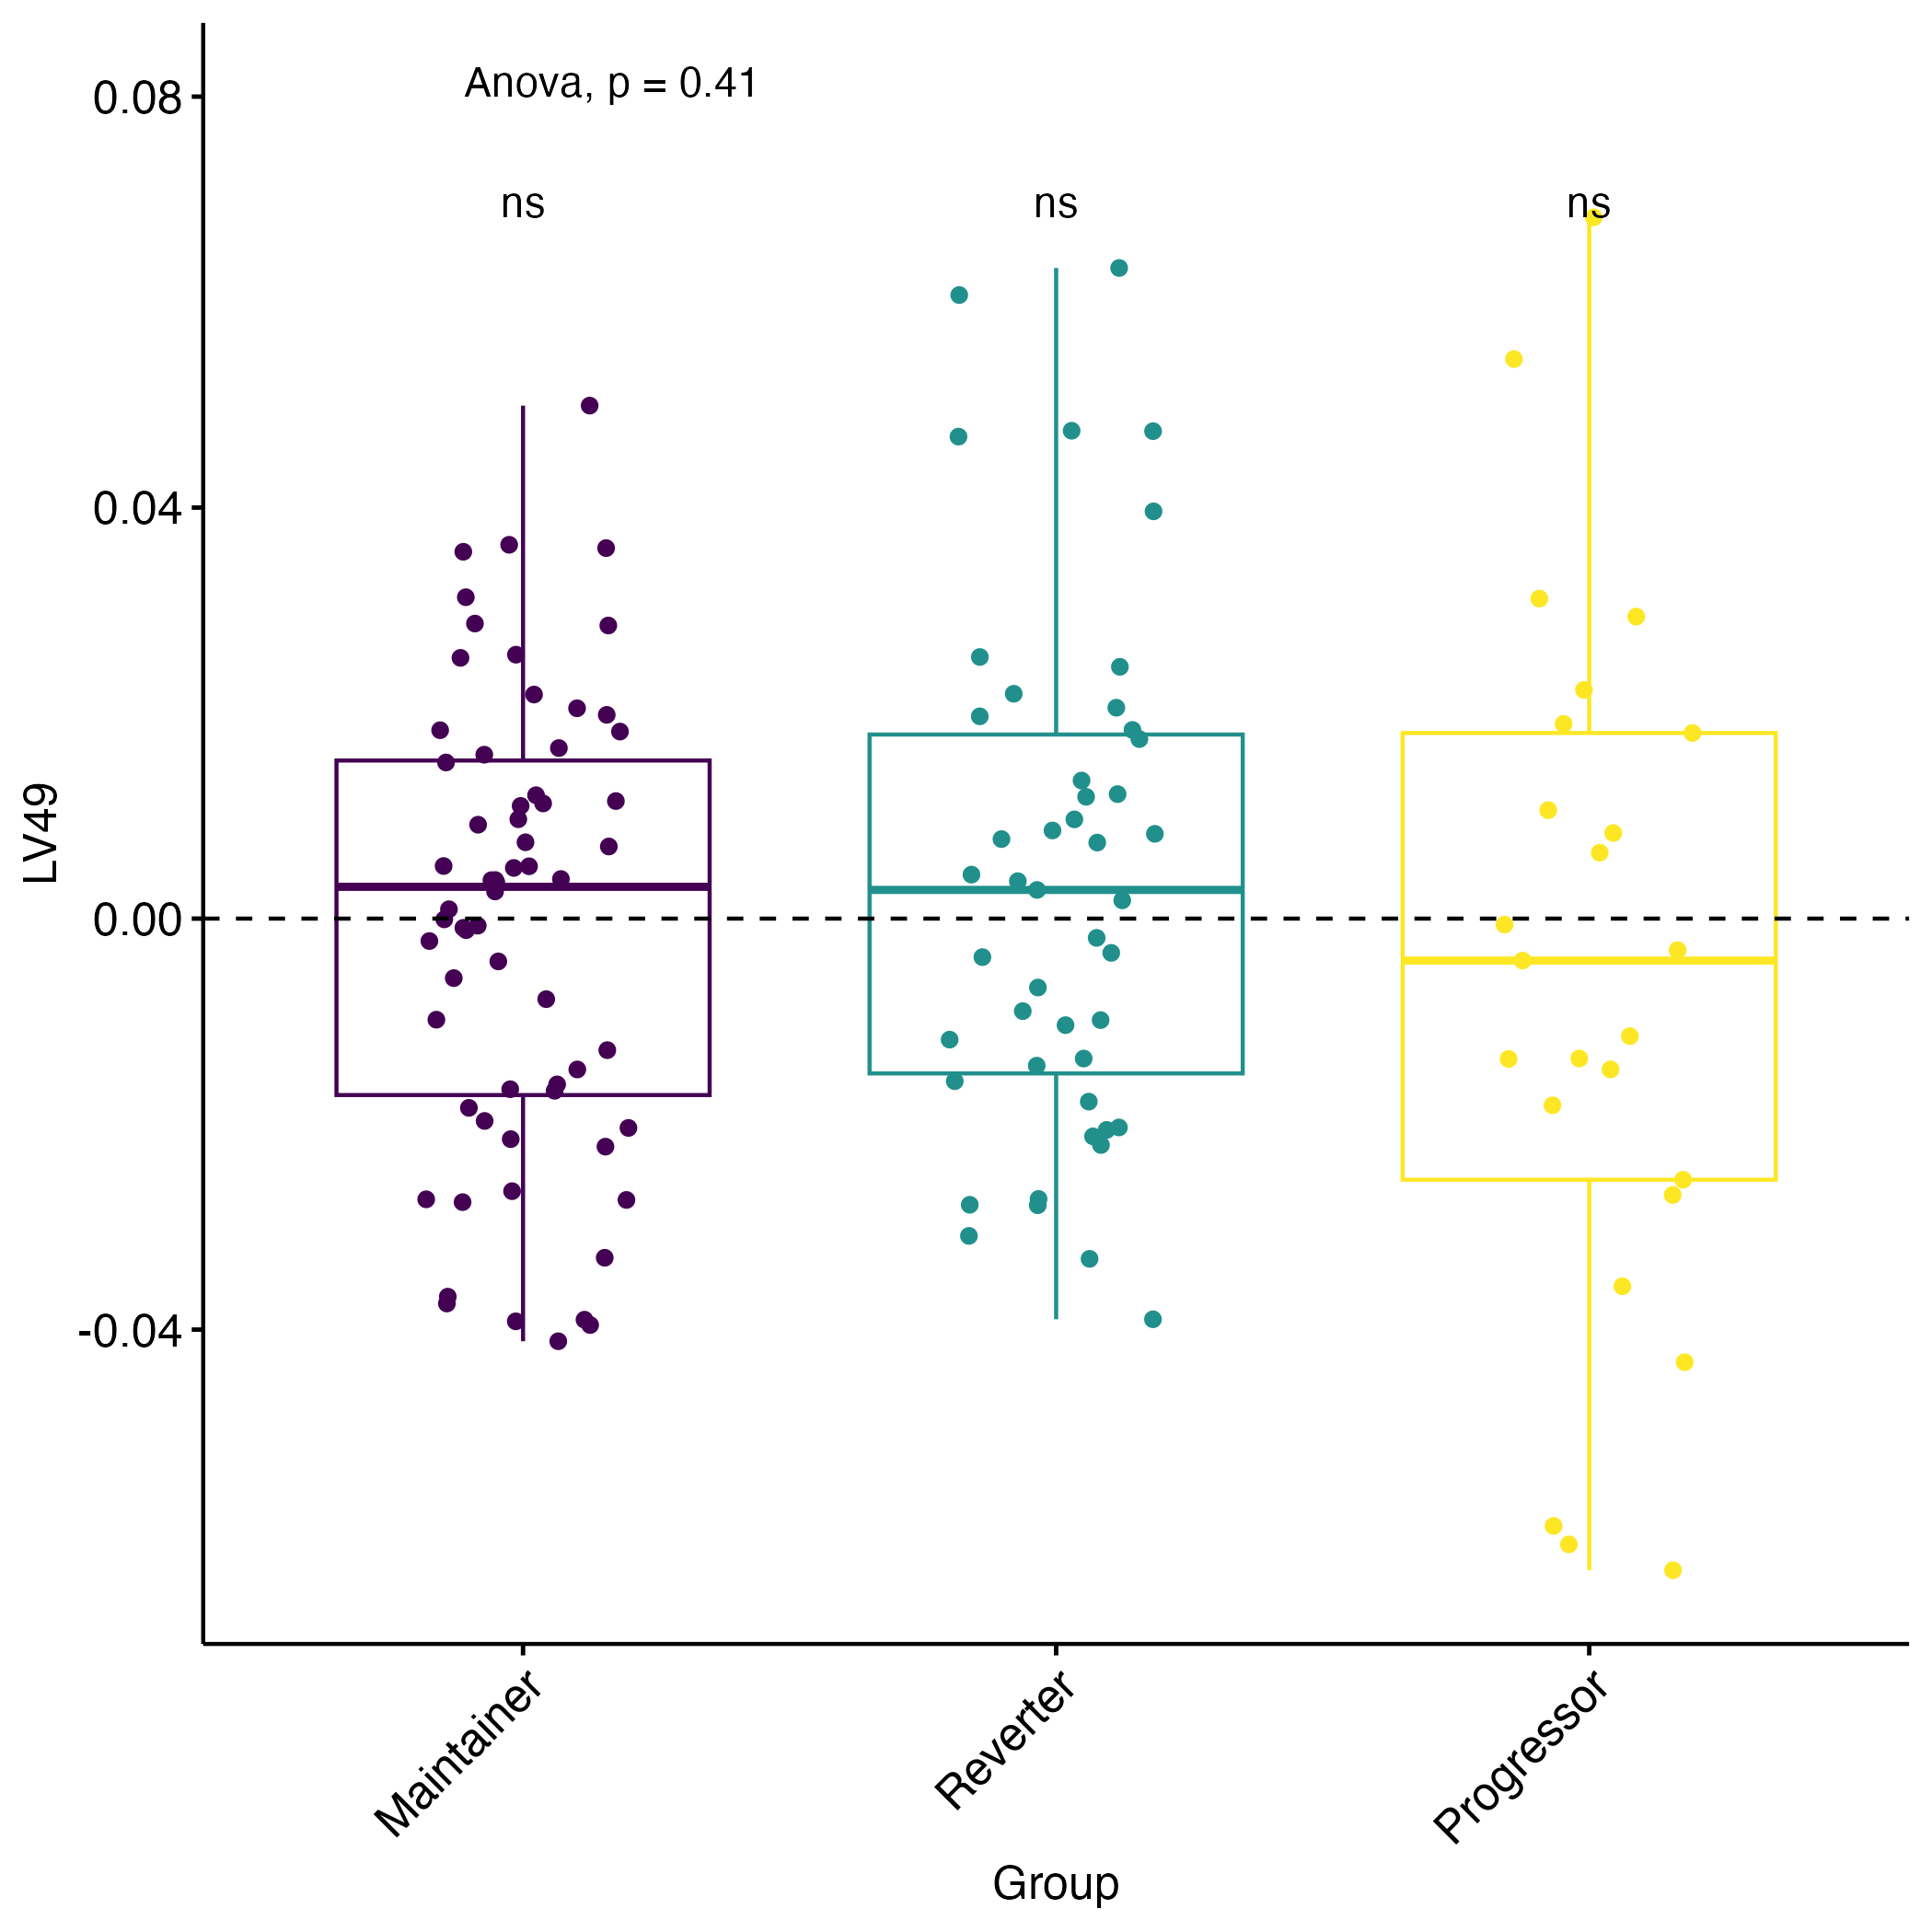 Anova, p = 0.41
ns ns ns
0.08
0.04
0.00
-0.04
LV49
Maintainer Reverter Progressor
Group